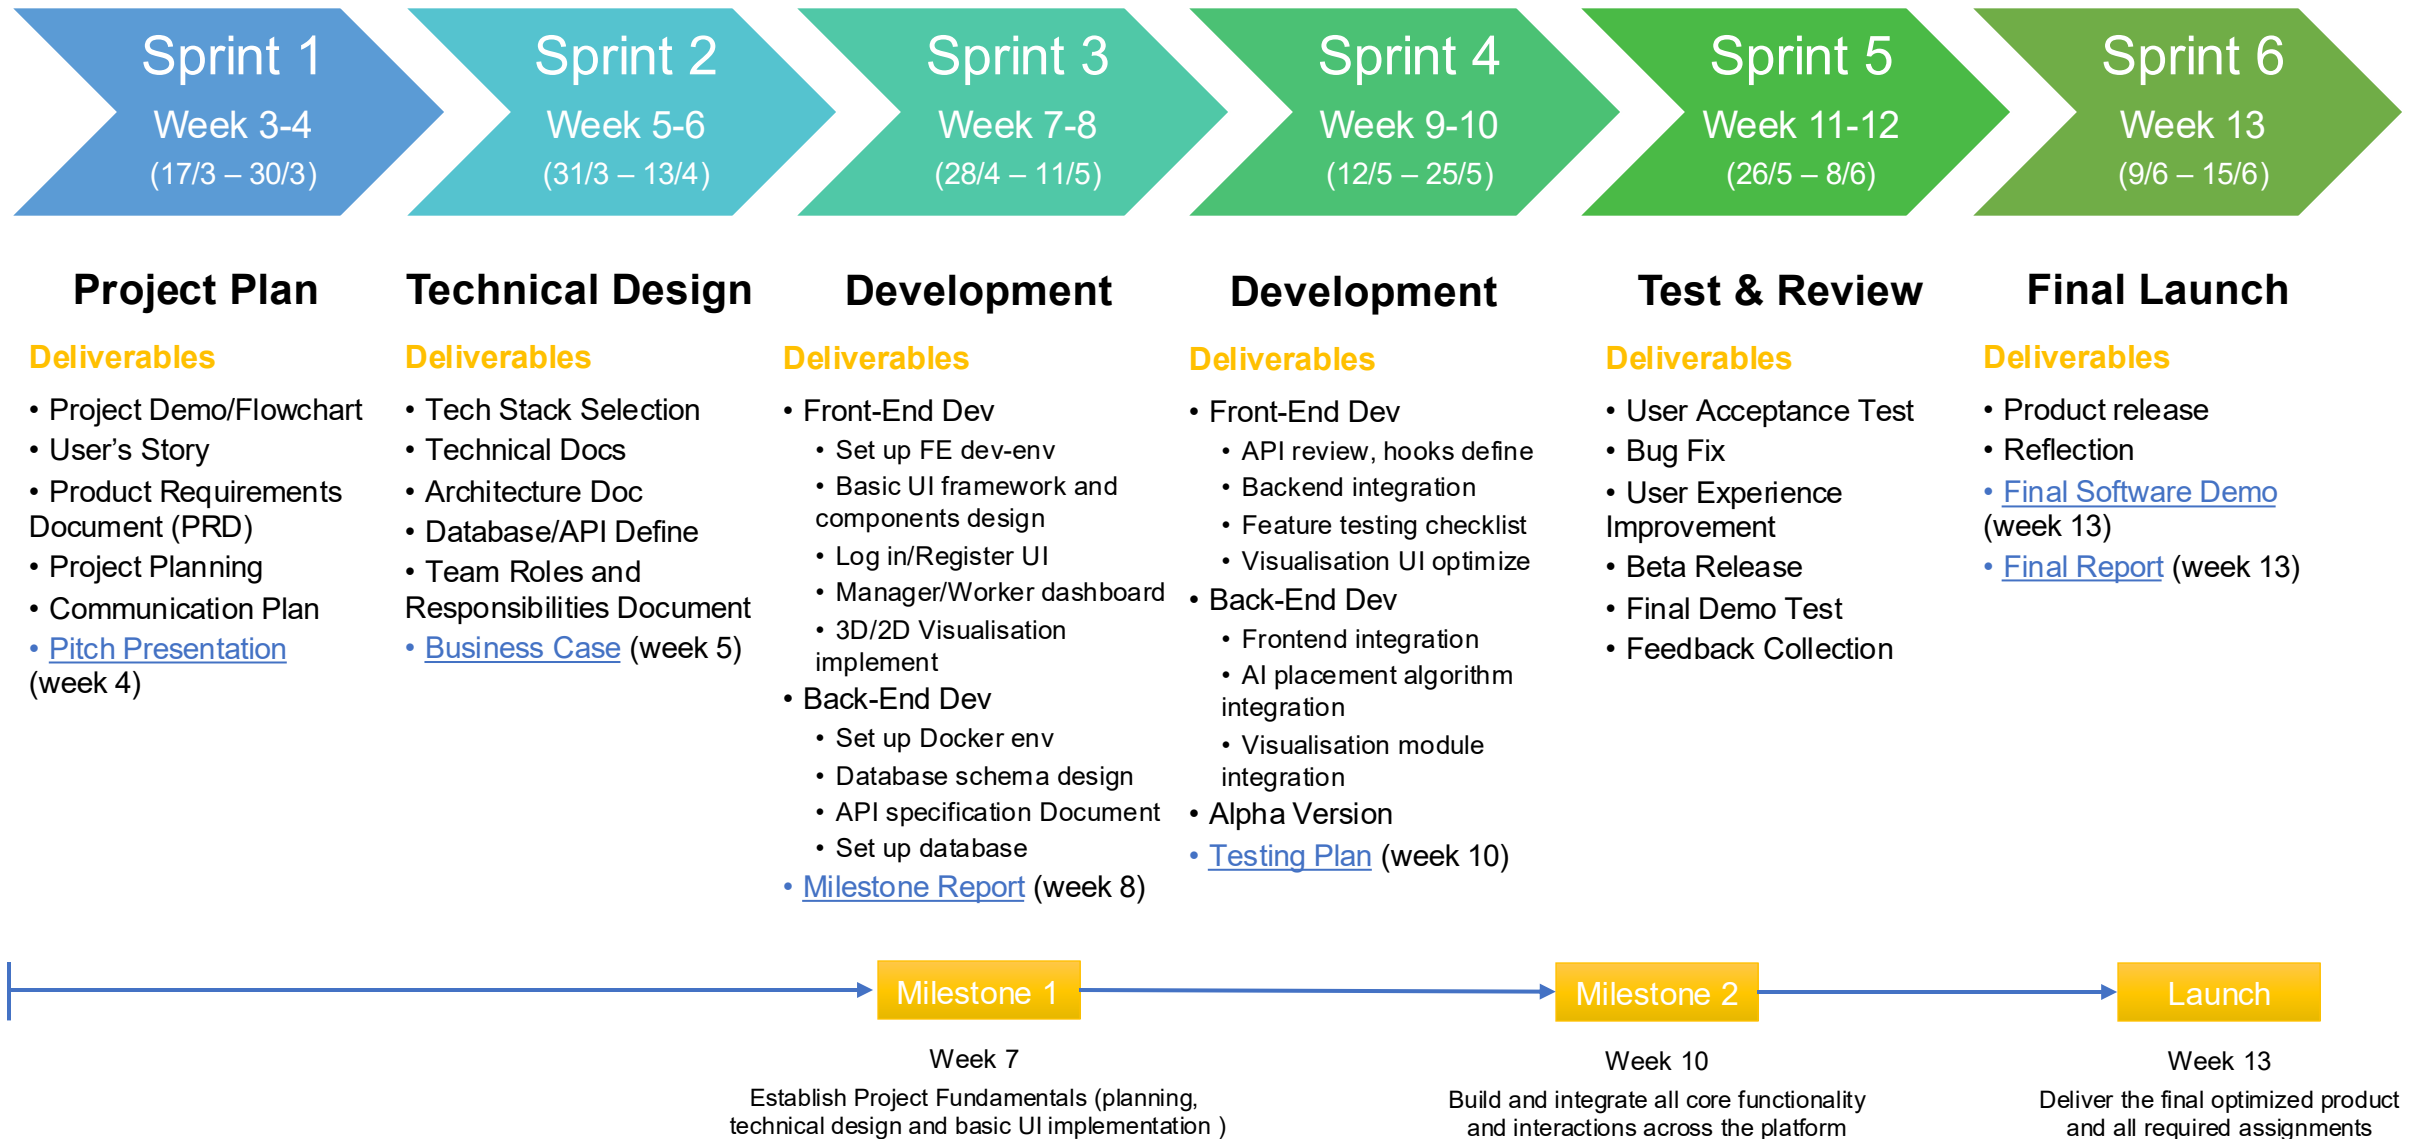 Sprint 1
Week 3-4
(17/3 – 30/3)
Sprint 2
Week 5-6
(31/3 – 13/4)
Sprint 3
Week 7-8
(28/4 – 11/5)
Sprint 4
Week 9-10
(12/5 – 25/5)
Sprint 5
Week 11-12
(26/5 – 8/6)
Sprint 6
Week 13
(9/6 – 15/6)
Project Plan
Deliverables
• Project Demo/Flowchart
• User’s Story
• Product Requirements
Document (PRD)
• Project Planning
• Communication Plan
• Pitch Presentation
(week 4)
Technical Design
Deliverables
• Tech Stack Selection
• Technical Docs
• Architecture Doc
• Database/API Define
• Team Roles and
Responsibilities Document
• Business Case (week 5)
Development
Deliverables
• Front-End Dev
• Set up FE dev-env
• Basic UI framework and
components design
• Log in/Register UI
• Manager/Worker dashboard
• 3D/2D Visualisation
implement
• Back-End Dev
• Set up Docker env
• Database schema design
• API specification Document
• Set up database
• Milestone Report (week 8)
Development
Deliverables
• Front-End Dev
• API review, hooks define
• Backend integration
• Feature testing checklist
• Visualisation UI optimize
• Back-End Dev
• Frontend integration
• AI placement algorithm
integration
• Visualisation module
integration
• Alpha Version
• Testing Plan (week 10)
Test & Review
Deliverables
• User Acceptance Test
• Bug Fix
• User Experience
Improvement
• Beta Release
• Final Demo Test
• Feedback Collection
Final Launch
Deliverables
• Product release
• Reflection
• Final Software Demo
(week 13)
• Final Report (week 13)
Milestone 1
Week 7
Establish Project Fundamentals (planning,
technical design and basic UI implementation )
Milestone 2
Week 10
Build and integrate all core functionality
and interactions across the platform
Launch
Week 13
Deliver the final optimized product
and all required assignments